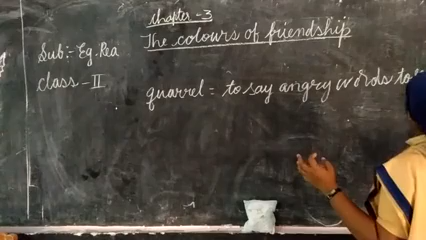 Chapter - 3
The colours of friendship
Sub:- Eg. Rea
Class - II
quarrel = to say angry words to